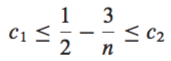 c₁ ≤ 1/2 − 3/n ≤ c₂